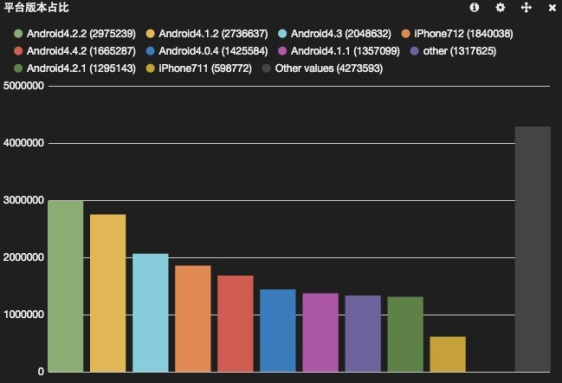 平台版本占比
Android4.2.2 (2975239) Android4.1.2 (2736637) Android4.3 (2048632) iPhone712 (1840038)
Android4.4.2 (1665287) Android4.0.4 (1425584) Android4.1.1 (1357099) other (1317625)
Android4.2.1 (1295143) iPhone711 (598772) Other values (4273593)
5000000
4000000
3000000
2000000
1000000
0